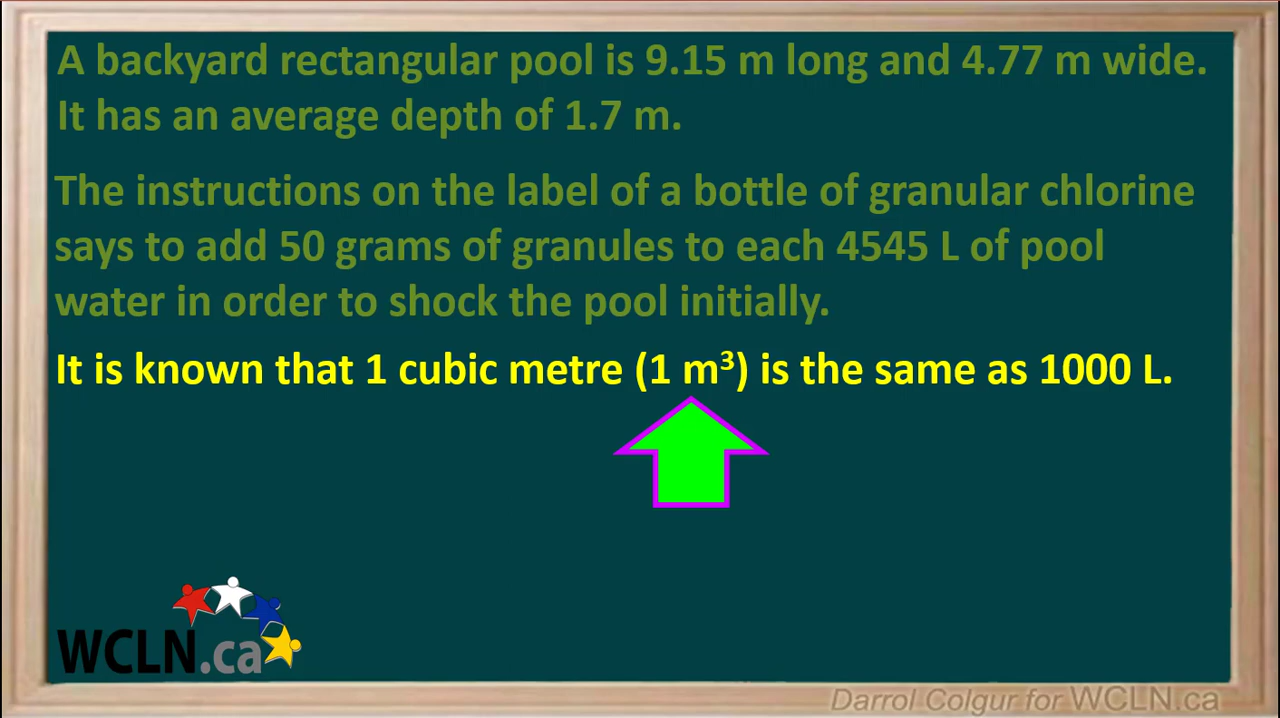 A backyard rectangular pool is 9.15 m long and 4.77 m wide.
It has an average depth of 1.7 m.
The instructions on the label of a bottle of granular chlorine
says to add 50 grams of granules to each 4545 L of pool
water in order to shock the pool initially.
It is known that 1 cubic metre (1 m³) is the same as 1000 L.
WCLN.ca
Darrol Colgur for WCLN.ca